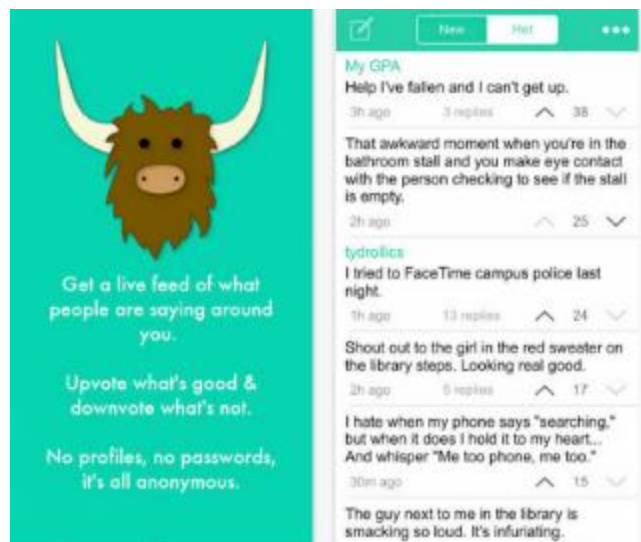 Get a live feed of what
people are saying around
you.
Upvote what's good &
downvote what's not.
No profiles, no passwords,
it's all anonymous.
New
Hot
My GPA
Help I've fallen and I can't get up.
3h ago 3 replies 38
That awkward moment when you're in the
bathroom stall and you make eye contact
with the person checking to see if the stall
is empty.
2h ago 25
tydrollics
I tried to FaceTime campus police last
night.
1h ago 13 replies 24
Shout out to the girl in the red sweater on
the library steps. Looking real good.
2h ago 5 replies 17
I hate when my phone says "searching,"
but when it does I hold it to my heart...
And whisper "Me too phone, me too."
30m ago 15
The guy next to me in the library is
smacking so loud. It's infuriating.